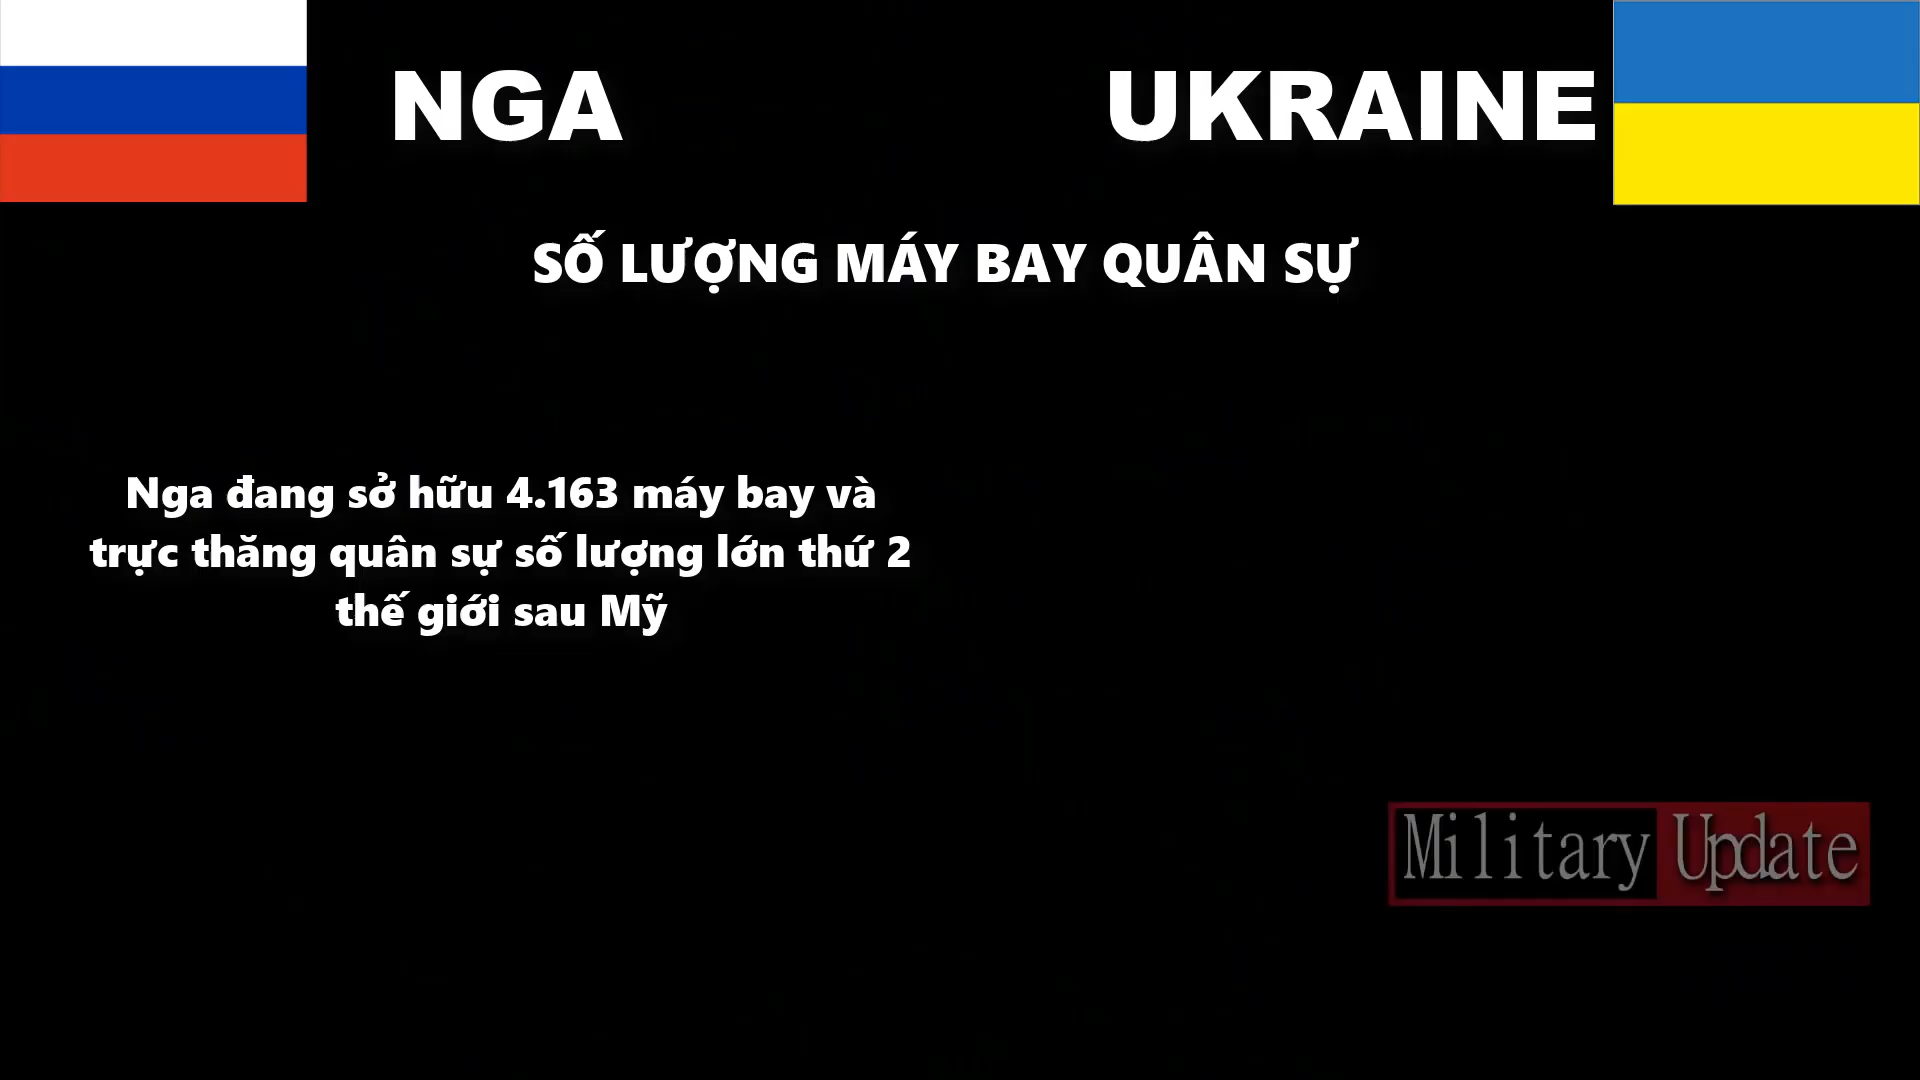 NGA
UKRAINE
SỐ LƯỢNG MÁY BAY QUÂN SỰ
Nga đang sở hữu 4.163 máy bay và
trực thăng quân sự số lượng lớn thứ 2
thế giới sau Mỹ
Military Update